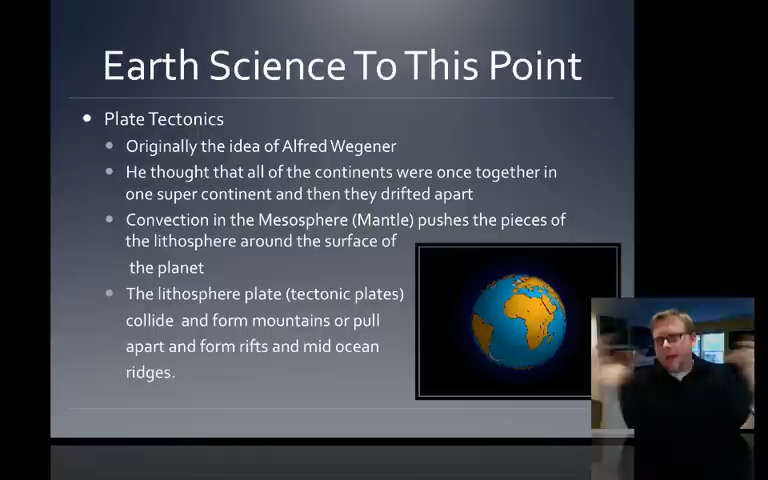 Earth Science To This Point
Plate Tectonics
Originally the idea of Alfred Wegener
He thought that all of the continents were once together in
one super continent and then they drifted apart
Convection in the Mesosphere (Mantle) pushes the pieces of
the lithosphere around the surface of
the planet
The lithosphere plate (tectonic plates)
collide and form mountains or pull
apart and form rifts and mid ocean
ridges.